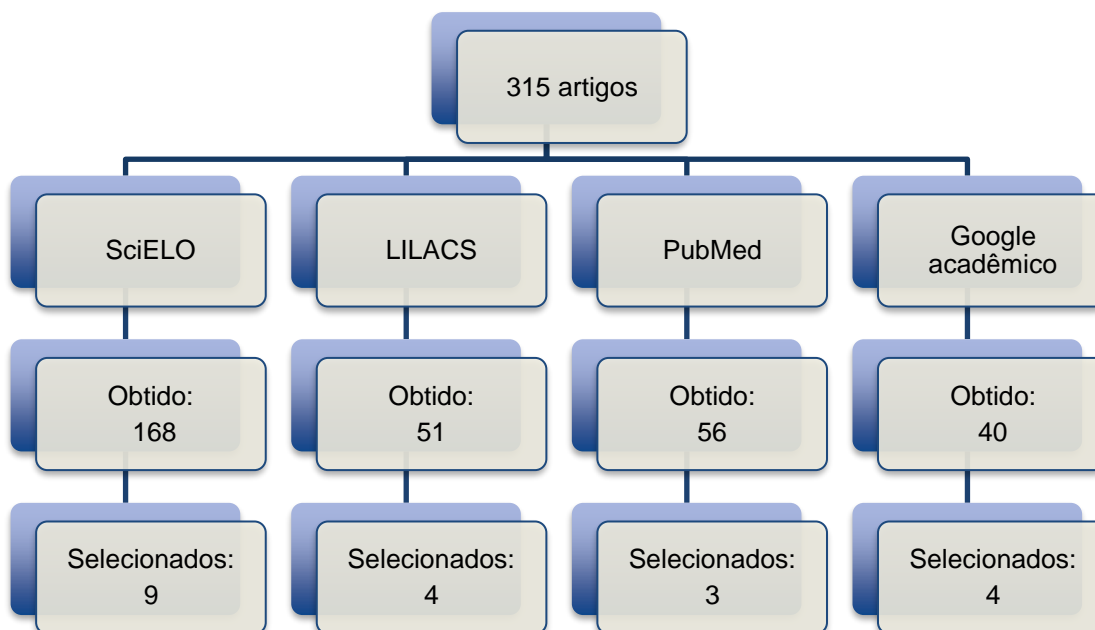 315 artigos
SciELO
LILACS
PubMed
Google
acadêmico
Obtido:
168
Obtido:
51
Obtido:
56
Obtido:
40
Selecionados:
9
Selecionados:
4
Selecionados:
3
Selecionados:
4